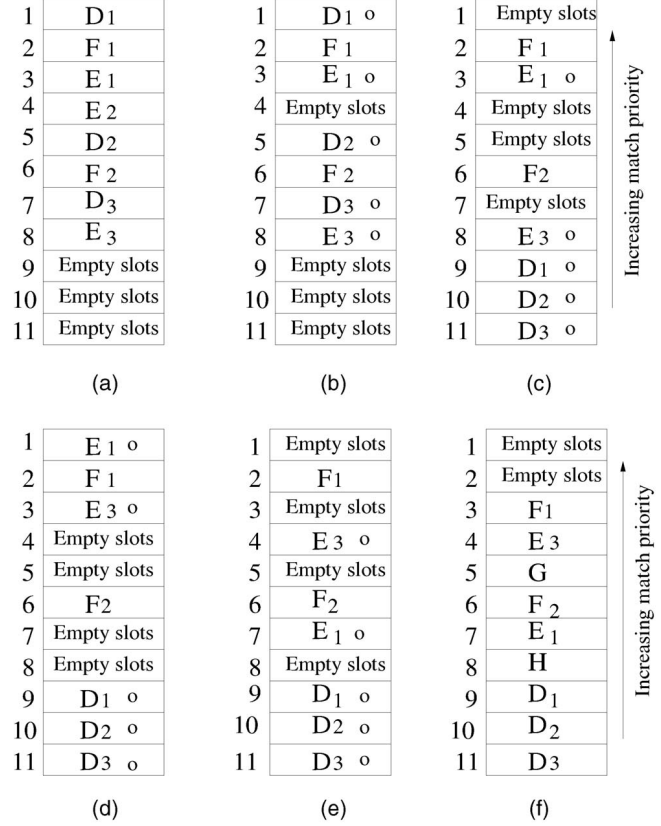 1 D1 1 D1 o 1 Empty slots
2 F1 2 F1 2 F1
3 E1 3 E1 o 3 E1 o
4 E2 4 Empty slots 4 Empty slots
5 D2 5 D2 o 5 Empty slots
6 F2 6 F2 6 F2
7 D3 7 D3 o 7 Empty slots
8 E3 8 E3 o 8 E3 o
9 Empty slots 9 Empty slots 9 D1 o
10 Empty slots 10 Empty slots 10 D2 o
11 Empty slots 11 Empty slots 11 D3 o
Increasing match priority
(a) (b) (c)
1 E1 o 1 Empty slots 1 Empty slots
2 F1 2 F1 2 Empty slots
3 E3 o 3 Empty slots 3 F1
4 Empty slots 4 E3 o 4 E3
5 Empty slots 5 Empty slots 5 G
6 F2 6 F2 6 F2
7 Empty slots 7 E1 o 7 E1
8 Empty slots 8 Empty slots 8 H
9 D1 o 9 D1 o 9 D1
10 D2 o 10 D2 o 10 D2
11 D3 o 11 D3 o 11 D3
Increasing match priority
(d) (e) (f)